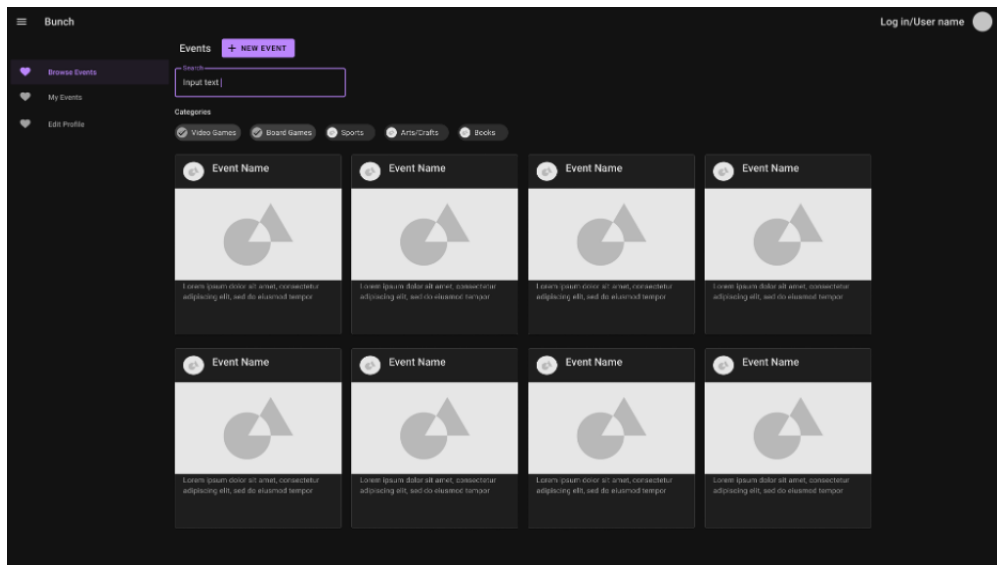 Bunch
Log in/User name
Events
+ NEW EVENT
Browse Events
My Events
Edit Profile
Search
Input text
Categories
Video Games
Board Games
Sports
Arts/Crafts
Books
Event Name
Event Name
Event Name
Event Name
Lorem ipsum dolor sit amet, consectetur
adipiscing elit, sed do eiusmod tempor
Lorem ipsum dolor sit amet, consectetur
adipiscing elit, sed do eiusmod tempor
Lorem ipsum dolor sit amet, consectetur
adipiscing elit, sed do eiusmod tempor
Lorem ipsum dolor sit amet, consectetur
adipiscing elit, sed do eiusmod tempor
Event Name
Event Name
Event Name
Event Name
Lorem ipsum dolor sit amet, consectetur
adipiscing elit, sed do eiusmod tempor
Lorem ipsum dolor sit amet, consectetur
adipiscing elit, sed do eiusmod tempor
Lorem ipsum dolor sit amet, consectetur
adipiscing elit, sed do eiusmod tempor
Lorem ipsum dolor sit amet, consectetur
adipiscing elit, sed do eiusmod tempor